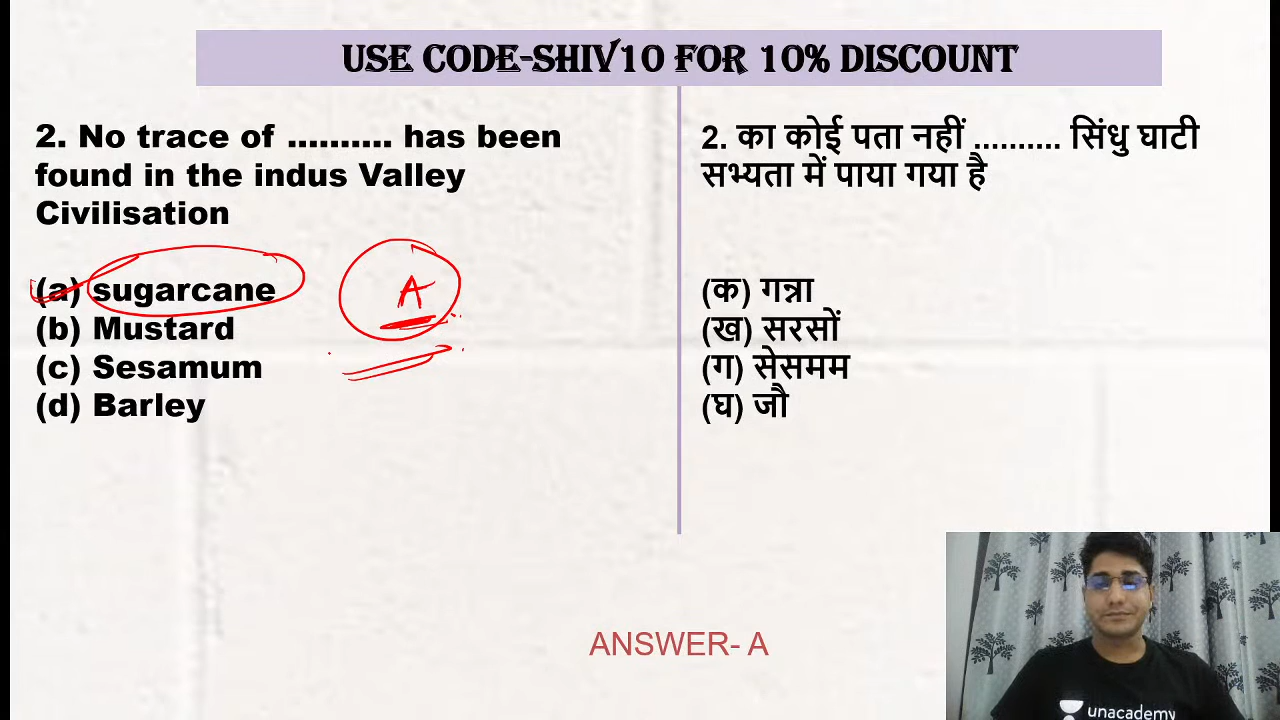 USE CODE-SHIV10 FOR 10% DISCOUNT
2. No trace of .......... has been
found in the indus Valley
Civilisation
(a) sugarcane
(b) Mustard
(c) Sesamum
(d) Barley
A
2. का कोई पता नहीं .......... सिंधु घाटी
सभ्यता में पाया गया है
(क) गन्ना
(ख) सरसों
(ग) सेसमम
(घ) जौ
ANSWER- A
unacademy